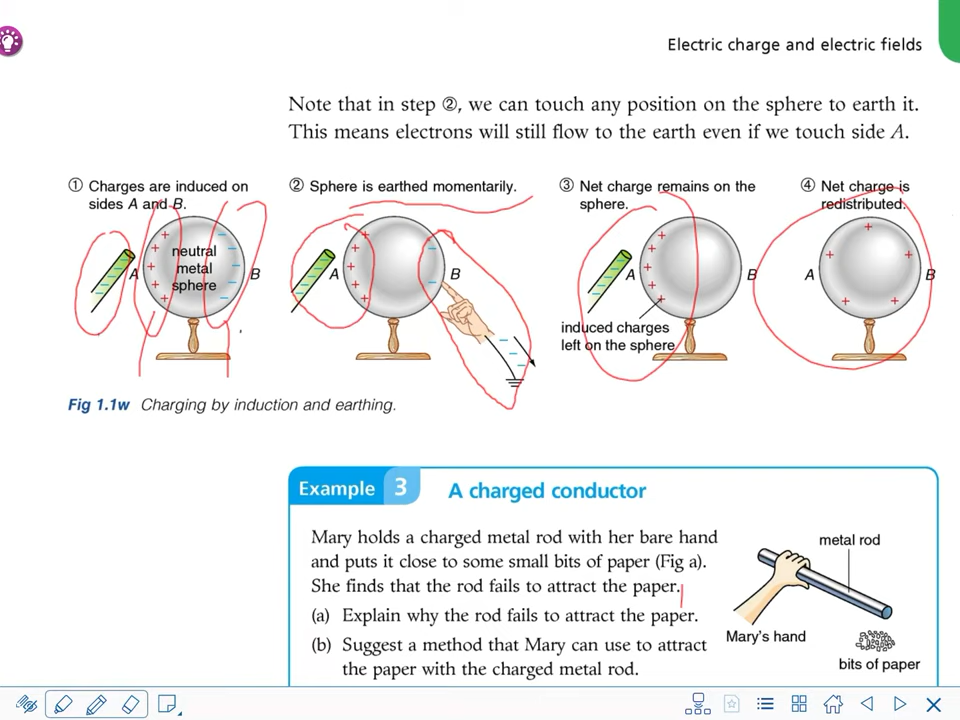 Electric charge and electric fields
Note that in step ②, we can touch any position on the sphere to earth it.
This means electrons will still flow to the earth even if we touch side A.
① Charges are induced on
sides A and B.
② Sphere is earthed momentarily.
③ Net charge remains on the
sphere.
④ Net charge is
redistributed.
A
neutral
metal
sphere
B
A
B
A
B
induced charges
left on the sphere
A
B
Fig 1.1w Charging by induction and earthing.
Example 3 A charged conductor
Mary holds a charged metal rod with her bare hand
and puts it close to some small bits of paper (Fig a).
She finds that the rod fails to attract the paper.
(a) Explain why the rod fails to attract the paper.
(b) Suggest a method that Mary can use to attract
the paper with the charged metal rod.
metal rod
Mary's hand
bits of paper